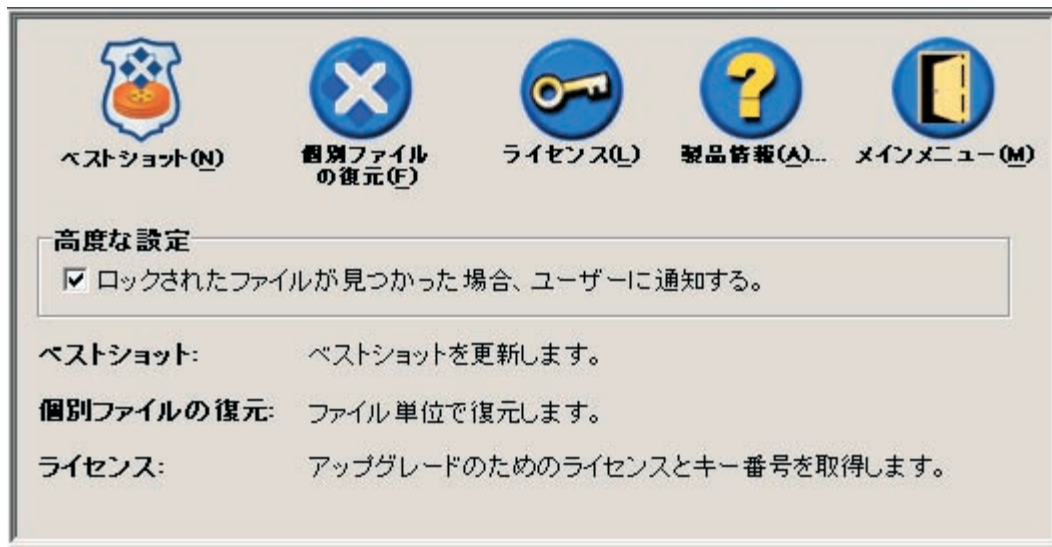 ベストショット(N)
個別ファイル
の復元(F)
ライセンス(L)
製品情報(A)...
メインメニュー(M)
高度な設定
ロックされたファイルが見つかった場合、ユーザーに通知する。
ベストショット: ベストショットを更新します。
個別ファイルの復元: ファイル単位で復元します。
ライセンス: アップグレードのためのライセンスとキー番号を取得します。